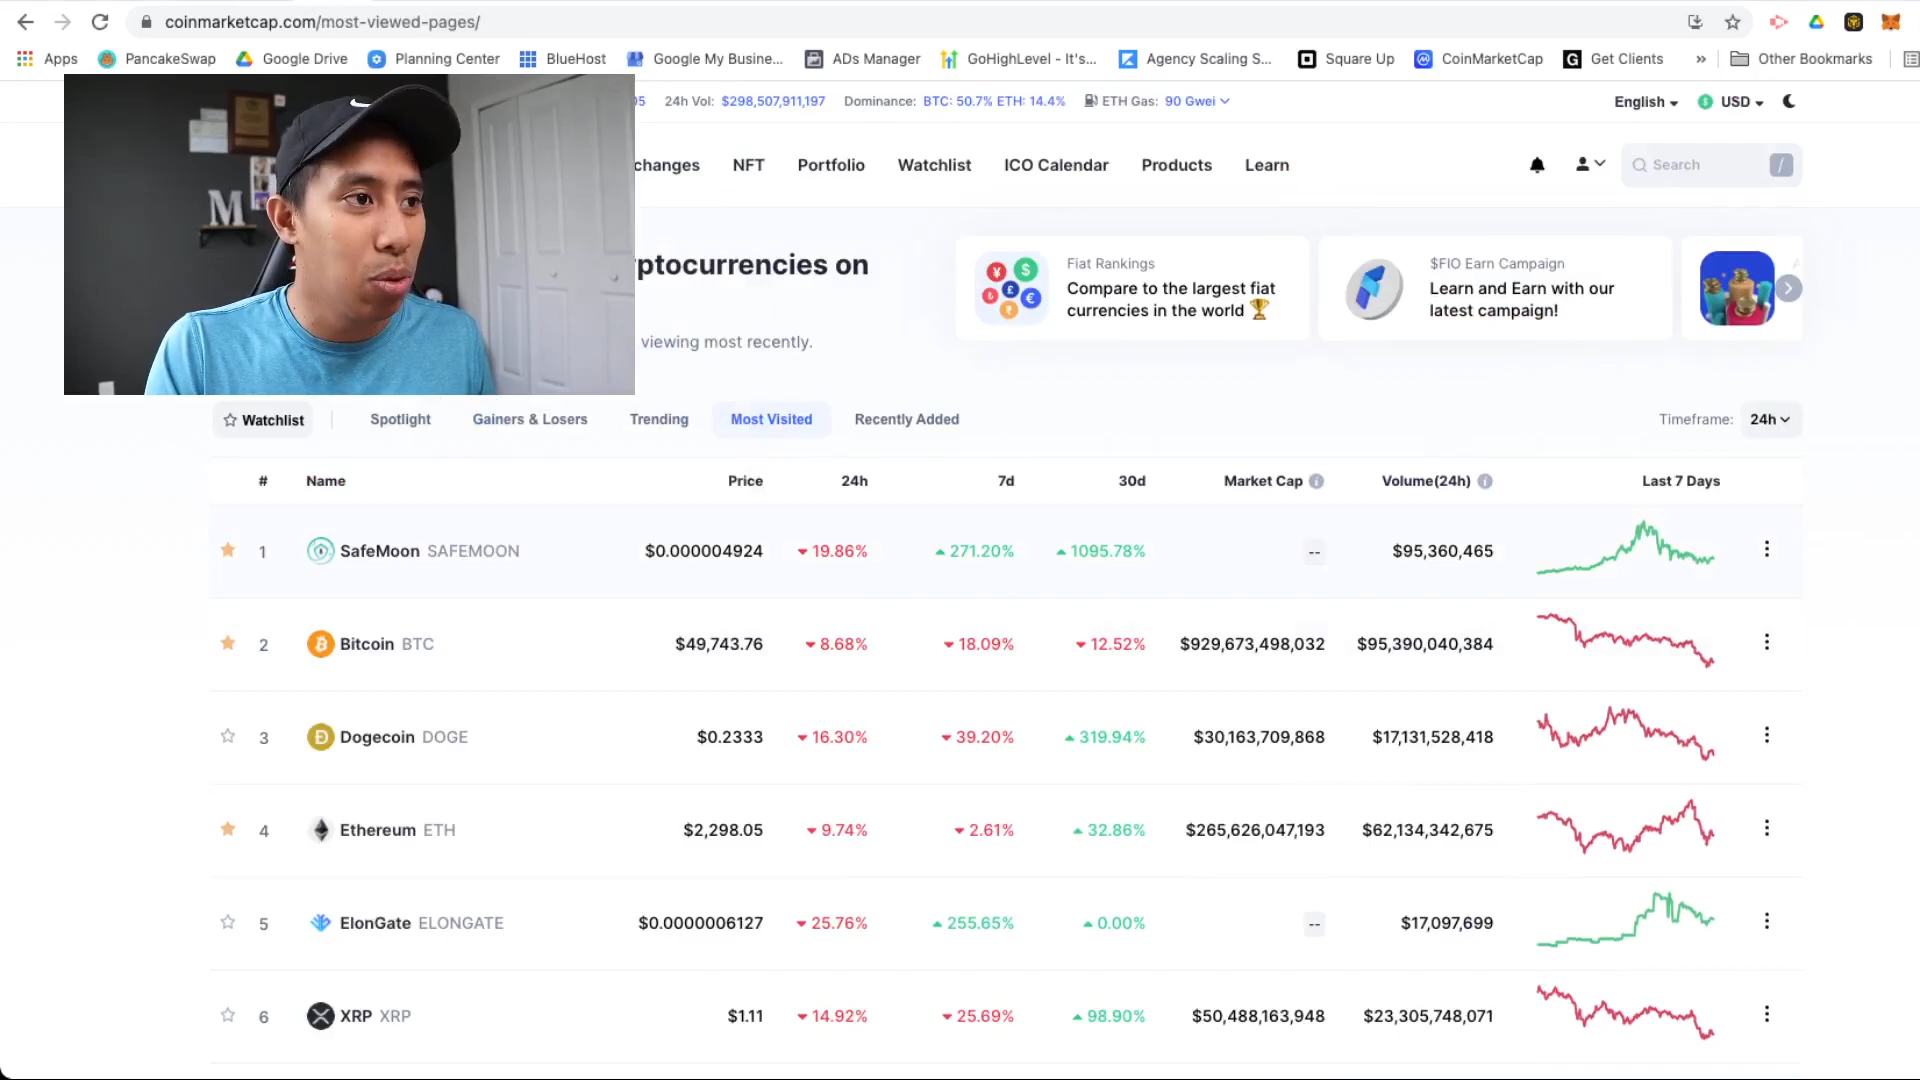 coinmarketcap.com/most-viewed-pages/
Apps PancakeSwap Google Drive Planning Center BlueHost Google My Busine... ADs Manager GoHighLevel - It's... Agency Scaling S... Square Up CoinMarketCap Get Clients » Other Bookmarks
24h Vol: $298,507,911,197 Dominance: BTC: 50.7% ETH: 14.4% ETH Gas: 90 Gwei English USD
changes NFT Portfolio Watchlist ICO Calendar Products Learn Search /
M
ptocurrencies on
viewing most recently.
Fiat Rankings
Compare to the largest fiat
currencies in the world
$FIO Earn Campaign
Learn and Earn with our
latest campaign!
Watchlist Spotlight Gainers & Losers Trending Most Visited Recently Added Timeframe: 24h
# Name Price 24h 7d 30d Market Cap Volume(24h) Last 7 Days
1 SafeMoon SAFEMOON $0.000004924 19.86% 271.20% 1095.78% -- $95,360,465
2 Bitcoin BTC $49,743.76 8.68% 18.09% 12.52% $929,673,498,032 $95,390,040,384
3 Dogecoin DOGE $0.2333 16.30% 39.20% 319.94% $30,163,709,868 $17,131,528,418
4 Ethereum ETH $2,298.05 9.74% 2.61% 32.86% $265,626,047,193 $62,134,342,675
5 ElonGate ELONGATE $0.0000006127 25.76% 255.65% 0.00% -- $17,097,699
6 XRP XRP $1.11 14.92% 25.69% 98.90% $50,488,163,948 $23,305,748,071